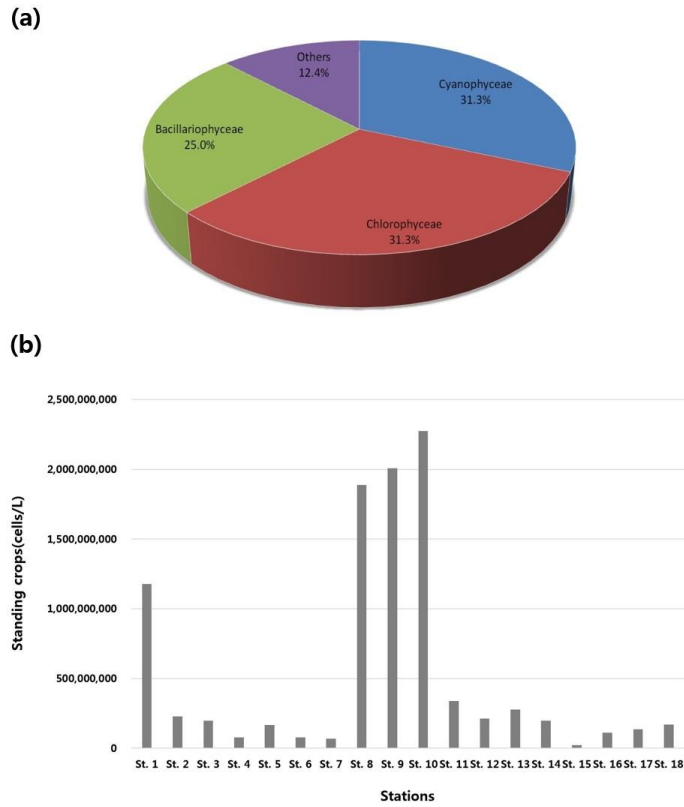 (a)
Others
12.4%
Cyanophyceae
31.3%
Bacillariophyceae
25.0%
Chlorophyceae
31.3%
(b)
2,500,000,000
2,000,000,000
1,500,000,000
1,000,000,000
500,000,000
0
Standing crops(cells/L)
St. 1 St. 2 St. 3 St. 4 St. 5 St. 6 St. 7 St. 8 St. 9 St. 10 St. 11 St. 12 St. 13 St. 14 St. 15 St. 16 St. 17 St. 18
Stations